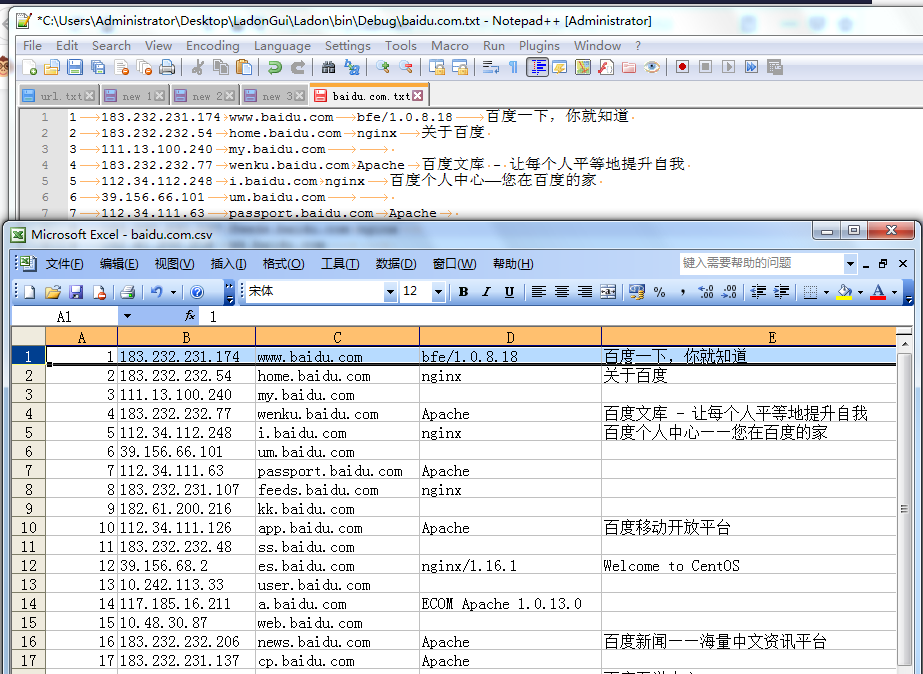 *C:\Users\Administrator\Desktop\LadonGui\Ladon\bin\Debug\baidu.com.txt - Notepad++ [Administrator]
File Edit Search View Encoding Language Settings Tools Macro Run Plugins Window ?
url.txt new 1 new 2 new 3 baidu.com.txt
1 1 183.232.231.174 www.baidu.com bfe/1.0.8.18 百度一下，你就知道
2 2 183.232.232.54 home.baidu.com nginx 关于百度
3 3 111.13.100.240 my.baidu.com
4 4 183.232.232.77 wenku.baidu.com Apache 百度文库 - 让每个人平等地提升自我
5 5 112.34.112.248 i.baidu.com nginx 百度个人中心——您在百度的家
6 6 39.156.66.101 um.baidu.com
7 7 112.34.111.63 passport.baidu.com Apache
Microsoft Excel - baidu.com.csv
文件(F) 编辑(E) 视图(V) 插入(I) 格式(O) 工具(T) 数据(D) 窗口(W) 帮助(H) 键入需要帮助的问题
宋体 12 B I U
A1 fx 1
A B C D E
1 1 183.232.231.174 www.baidu.com bfe/1.0.8.18 百度一下，你就知道
2 2 183.232.232.54 home.baidu.com nginx 关于百度
3 3 111.13.100.240 my.baidu.com
4 4 183.232.232.77 wenku.baidu.com Apache 百度文库 - 让每个人平等地提升自我
5 5 112.34.112.248 i.baidu.com nginx 百度个人中心——您在百度的家
6 6 39.156.66.101 um.baidu.com
7 7 112.34.111.63 passport.baidu.com Apache
8 8 183.232.231.107 feeds.baidu.com nginx
9 9 182.61.200.216 kk.baidu.com
10 10 112.34.111.126 app.baidu.com Apache 百度移动开放平台
11 11 183.232.232.48 ss.baidu.com
12 12 39.156.68.2 es.baidu.com nginx/1.16.1 Welcome to CentOS
13 13 10.242.113.33 user.baidu.com
14 14 117.185.16.211 a.baidu.com ECOM Apache 1.0.13.0
15 15 10.48.30.87 web.baidu.com
16 16 183.232.232.206 news.baidu.com Apache 百度新闻——海量中文资讯平台
17 17 183.232.231.137 cp.baidu.com Apache